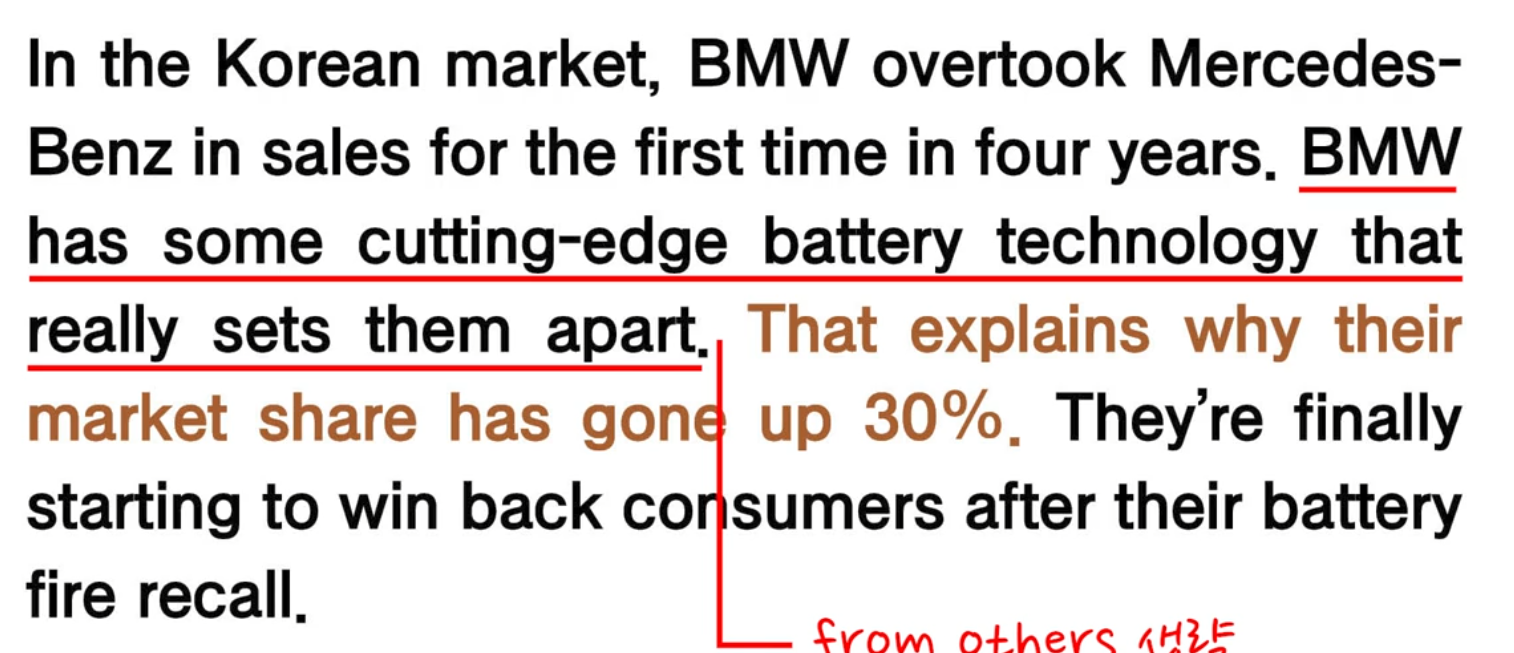 In the Korean market, BMW overtook Mercedes-
Benz in sales for the first time in four years. BMW
has some cutting-edge battery technology that
really sets them apart. That explains why their
market share has gone up 30%. They’re finally
starting to win back consumers after their battery
fire recall.
from others 생략